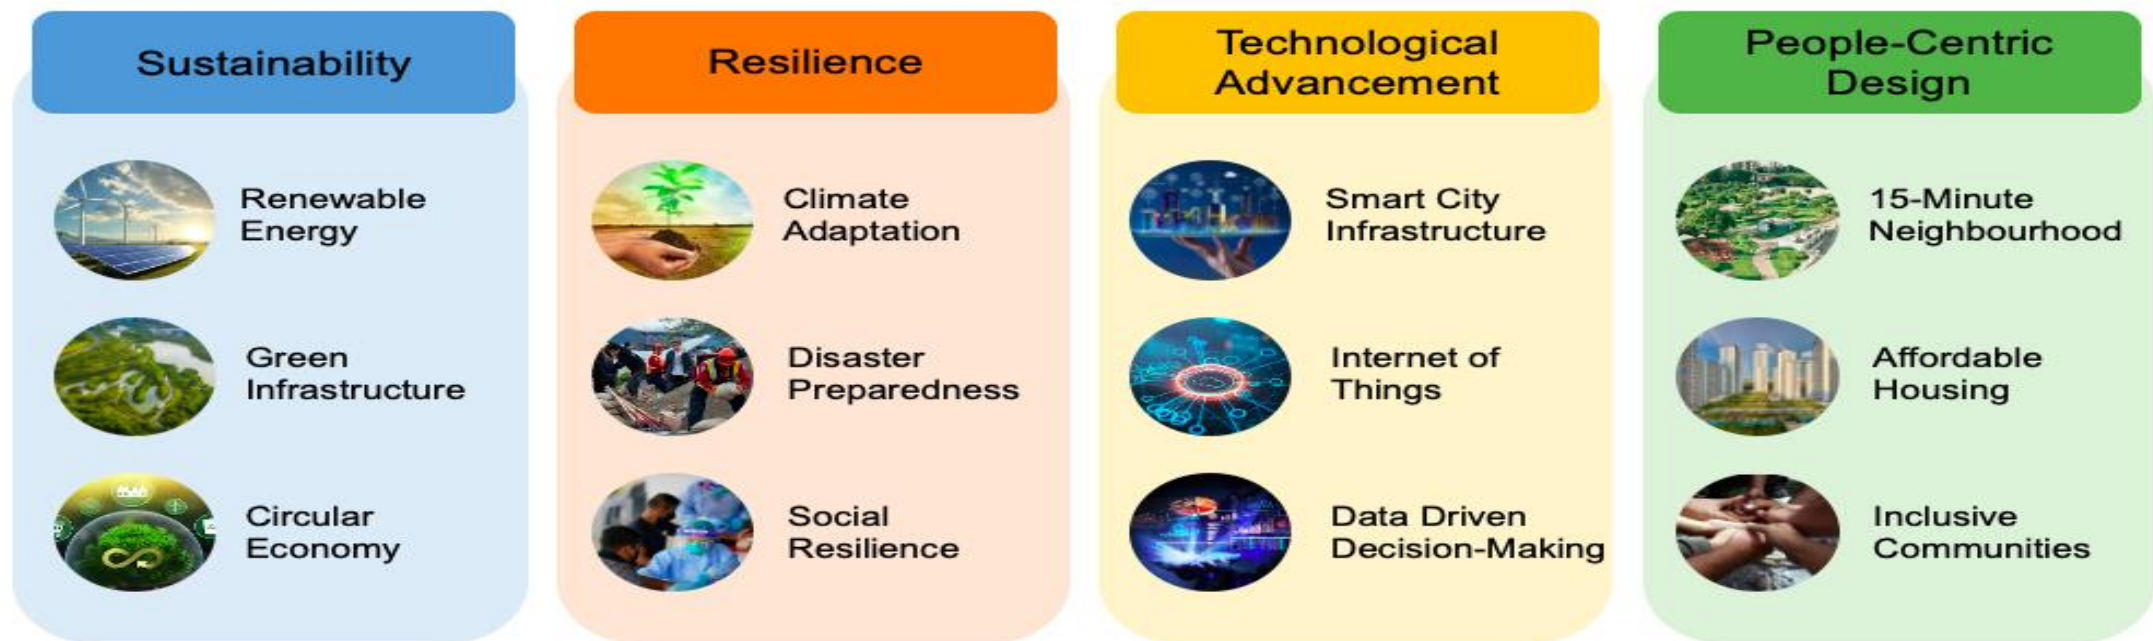 Sustainability
Renewable
Energy
Green
Infrastructure
Circular
Economy
Resilience
Climate
Adaptation
Disaster
Preparedness
Social
Resilience
Technological
Advancement
Smart City
Infrastructure
Internet of
Things
Data Driven
Decision-Making
People-Centric
Design
15-Minute
Neighbourhood
Affordable
Housing
Inclusive
Communities